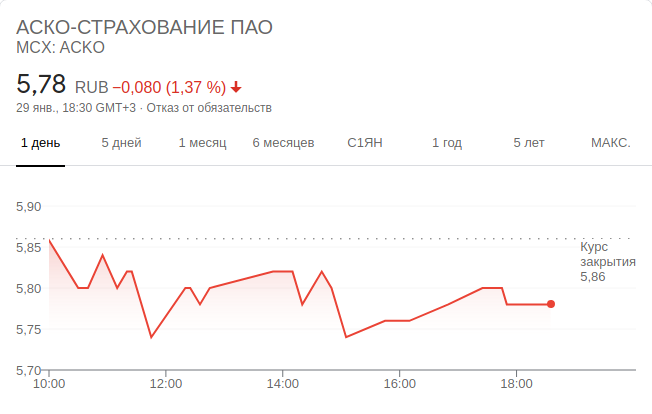 АСКО-СТРАХОВАНИЕ ПАО
MCX: ACKO
5,78 RUB −0,080 (1,37 %)
29 янв., 18:30 GMT+3 · Отказ от обязательств
1 день 5 дней 1 месяц 6 месяцев С1ЯН 1 год 5 лет МАКС.
5,90
5,85
5,80
5,75
5,70
Курс
закрытия
5,86
10:00 12:00 14:00 16:00 18:00